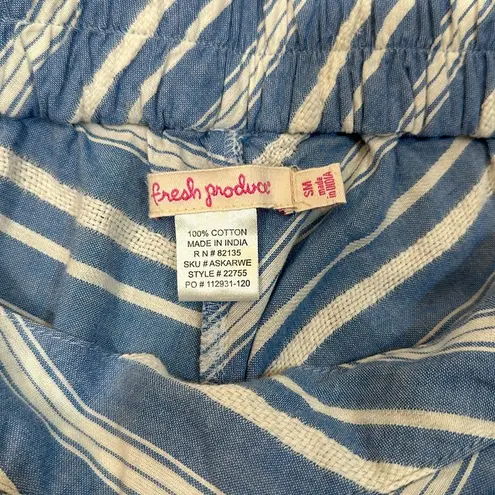 fresh produce
SM
made
in INDIA
100% COTTON
MADE IN INDIA
R N # 82135
SKU # ASKARWE
STYLE # 22755
PO # 112931-120